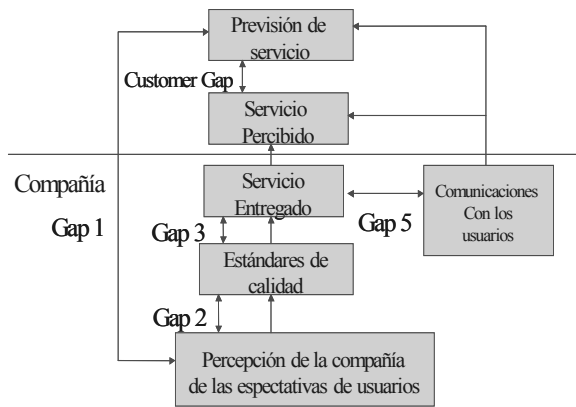 Previsión de
servicio
Customer Gap
Servicio
Percibido
Compañía
Servicio
Entregado
Comunicaciones
Con los
usuarios
Gap 1
Gap 3
Gap 5
Estándares de
calidad
Gap 2
Percepción de la compañía
de las espectativas de usuarios